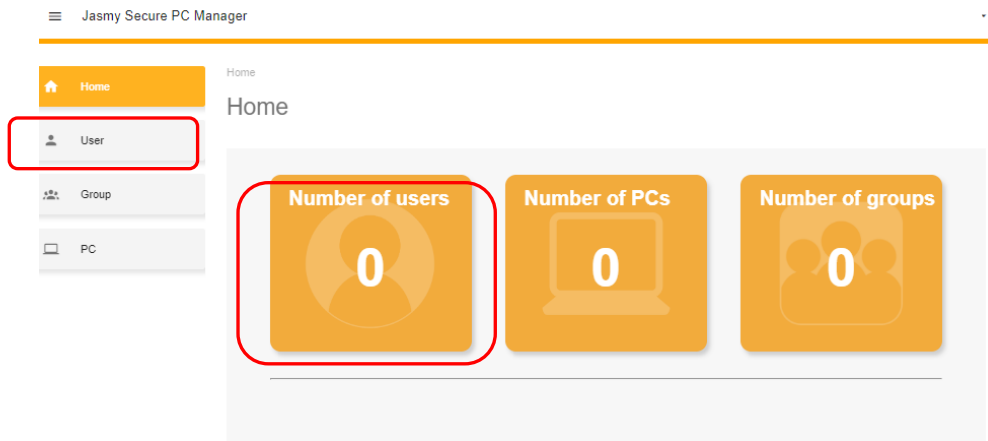 Jasmy Secure PC Manager
Home
User
Group
PC
Home
Home
Number of users
0
Number of PCs
0
Number of groups
0